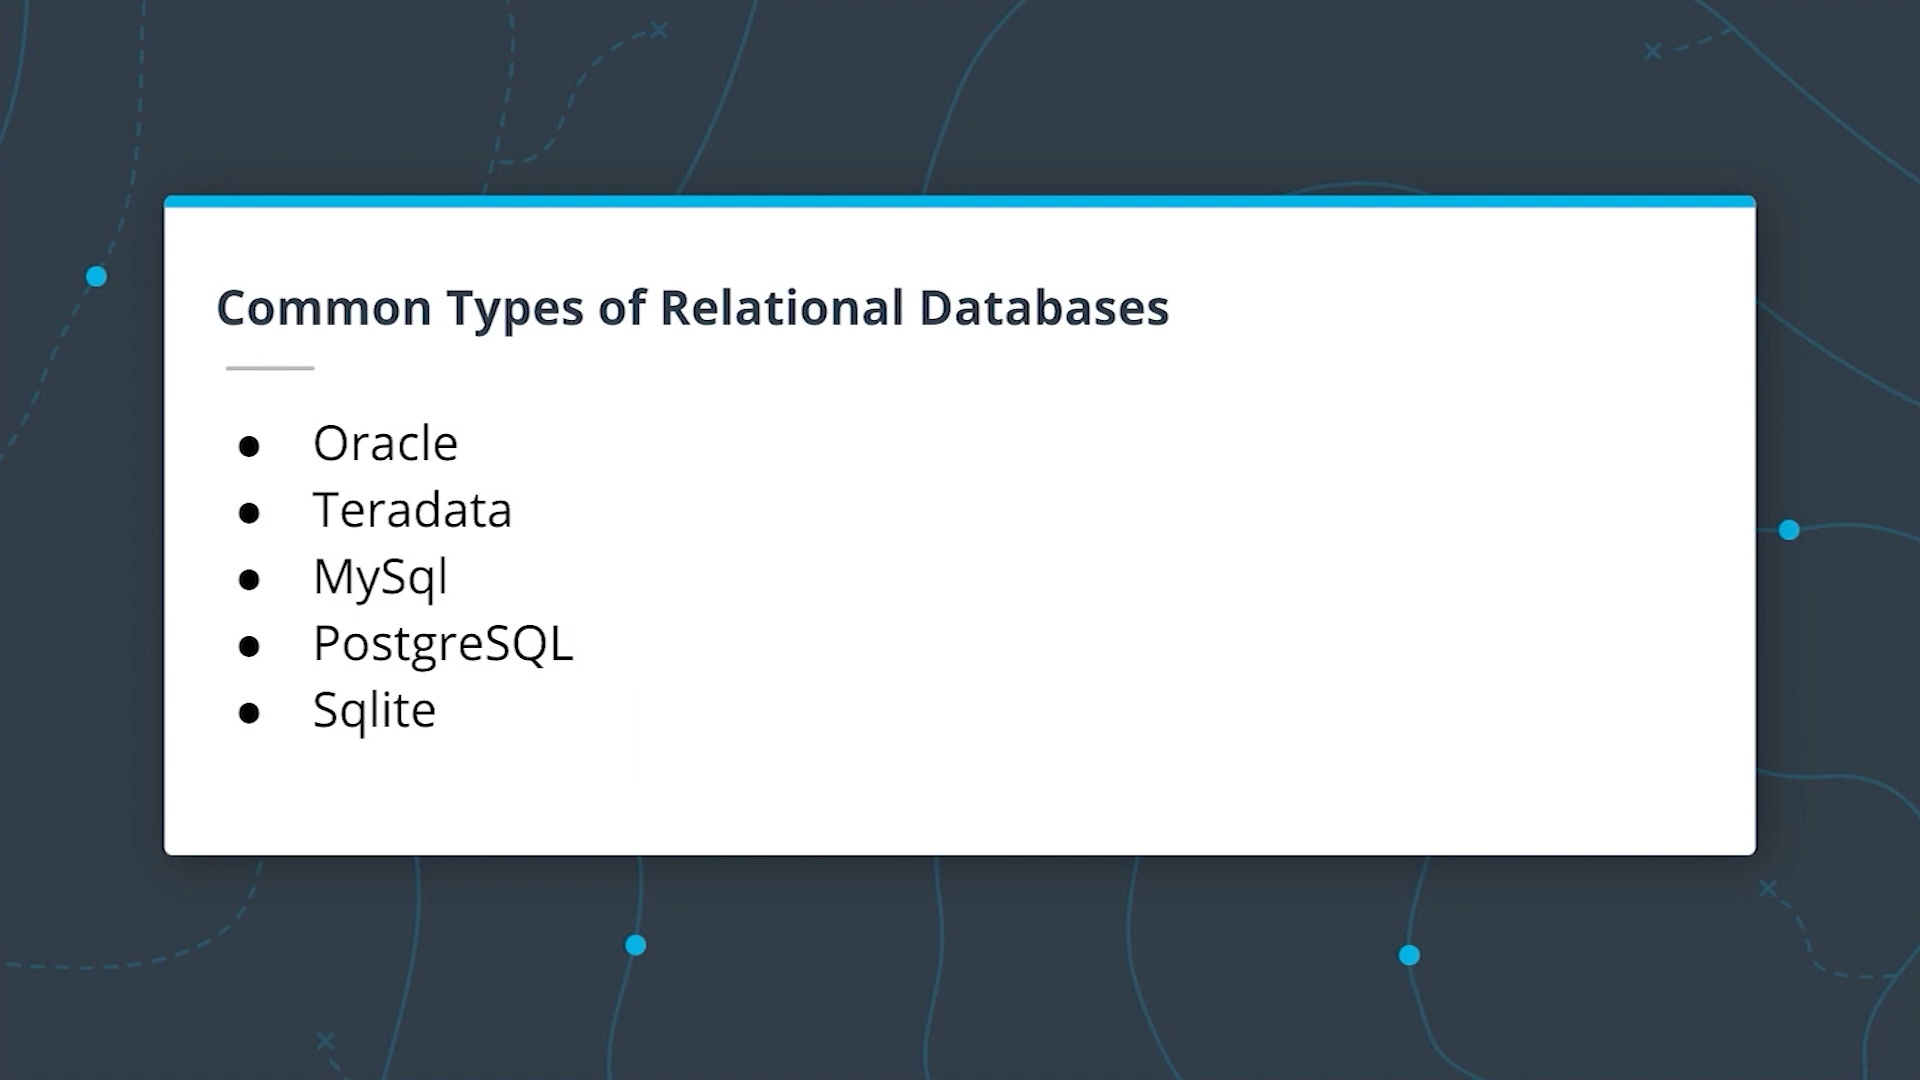 Common Types of Relational Databases
● Oracle
● Teradata
● MySql
● PostgreSQL
● Sqlite